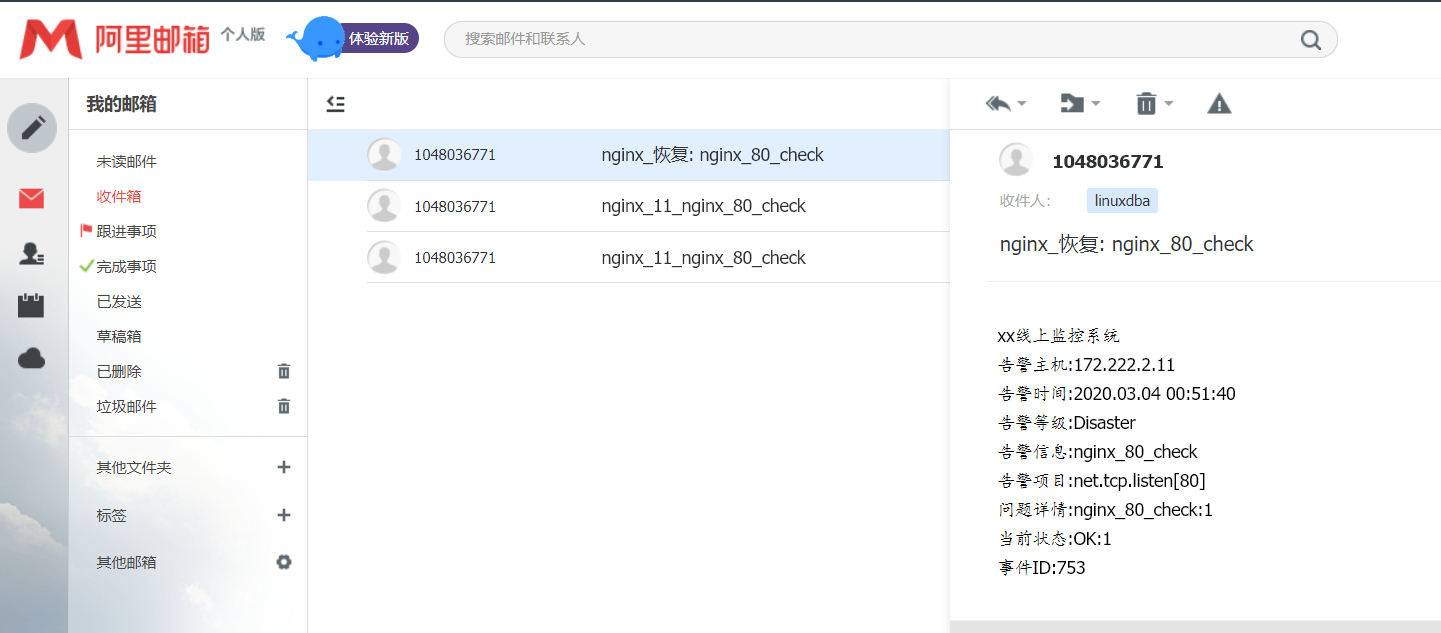 阿里邮箱 个人版 体验新版 搜索邮件和联系人
我的邮箱
未读邮件
收件箱
跟进事项
完成事项
已发送
草稿箱
已删除
垃圾邮件
其他文件夹
标签
其他邮箱
1048036771 nginx_恢复: nginx_80_check
1048036771 nginx_11_nginx_80_check
1048036771 nginx_11_nginx_80_check
1048036771
收件人: linuxdba
nginx_恢复: nginx_80_check
xx线上监控系统
告警主机:172.222.2.11
告警时间:2020.03.04 00:51:40
告警等级:Disaster
告警信息:nginx_80_check
告警项目:net.tcp.listen[80]
问题详情:nginx_80_check:1
当前状态:OK:1
事件ID:753